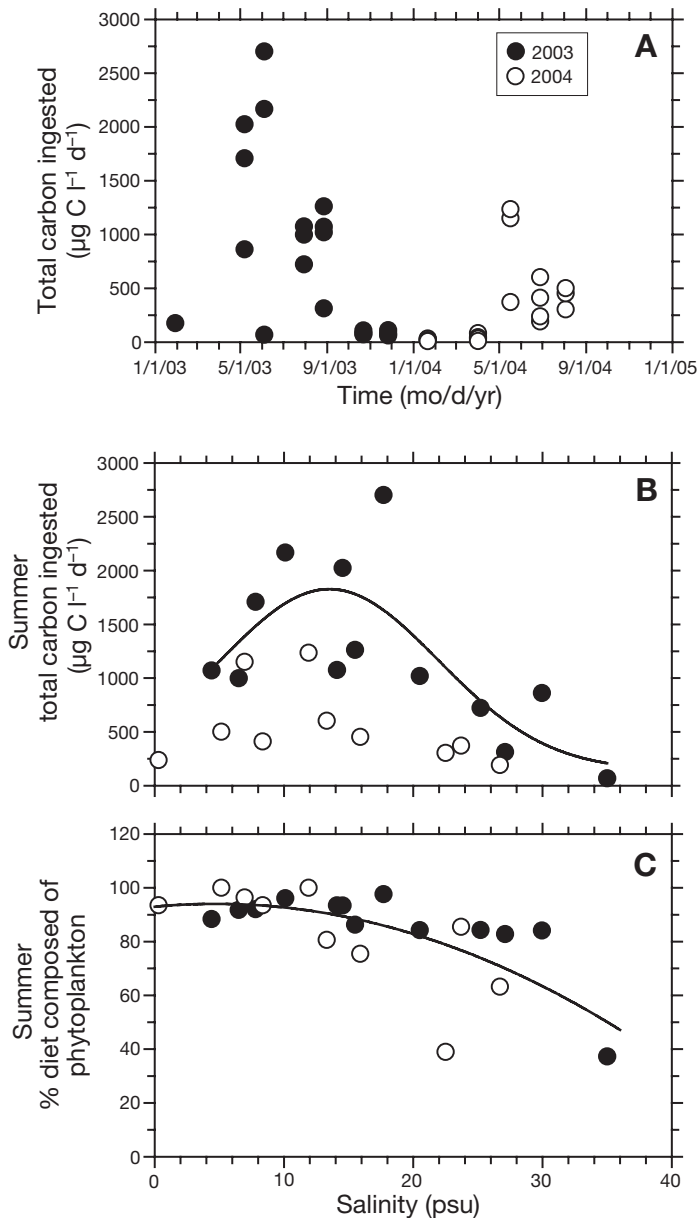 A
2003
2004
Total carbon ingested
(µg C l⁻¹ d⁻¹)
3000
2500
2000
1500
1000
500
0
1/1/03 5/1/03 9/1/03 1/1/04 5/1/04 9/1/04 1/1/05
Time (mo/d/yr)
B
Summer
total carbon ingested
(µg C l⁻¹ d⁻¹)
3000
2500
2000
1500
1000
500
0
C
Summer
% diet composed of
phytoplankton
120
100
80
60
40
20
0
0 10 20 30 40
Salinity (psu)